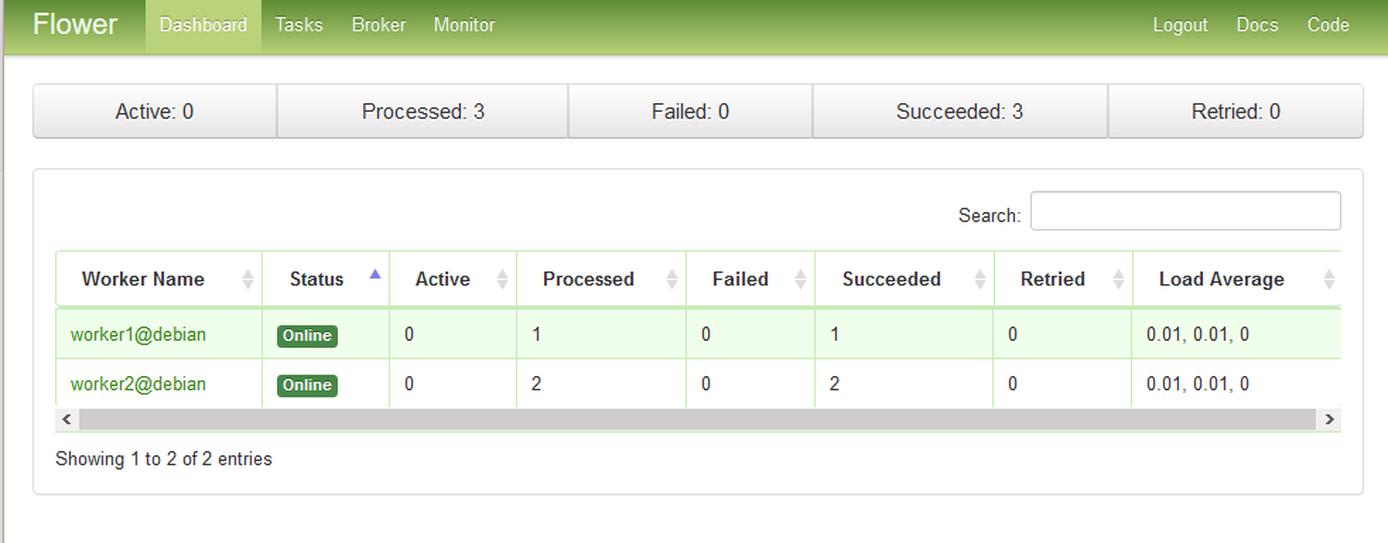 Flower Dashboard Tasks Broker Monitor Logout Docs Code
Active: 0 Processed: 3 Failed: 0 Succeeded: 3 Retried: 0
Search:
Worker Name Status Active Processed Failed Succeeded Retried Load Average
worker1@debian Online 0 1 0 1 0 0.01, 0.01, 0
worker2@debian Online 0 2 0 2 0 0.01, 0.01, 0
Showing 1 to 2 of 2 entries